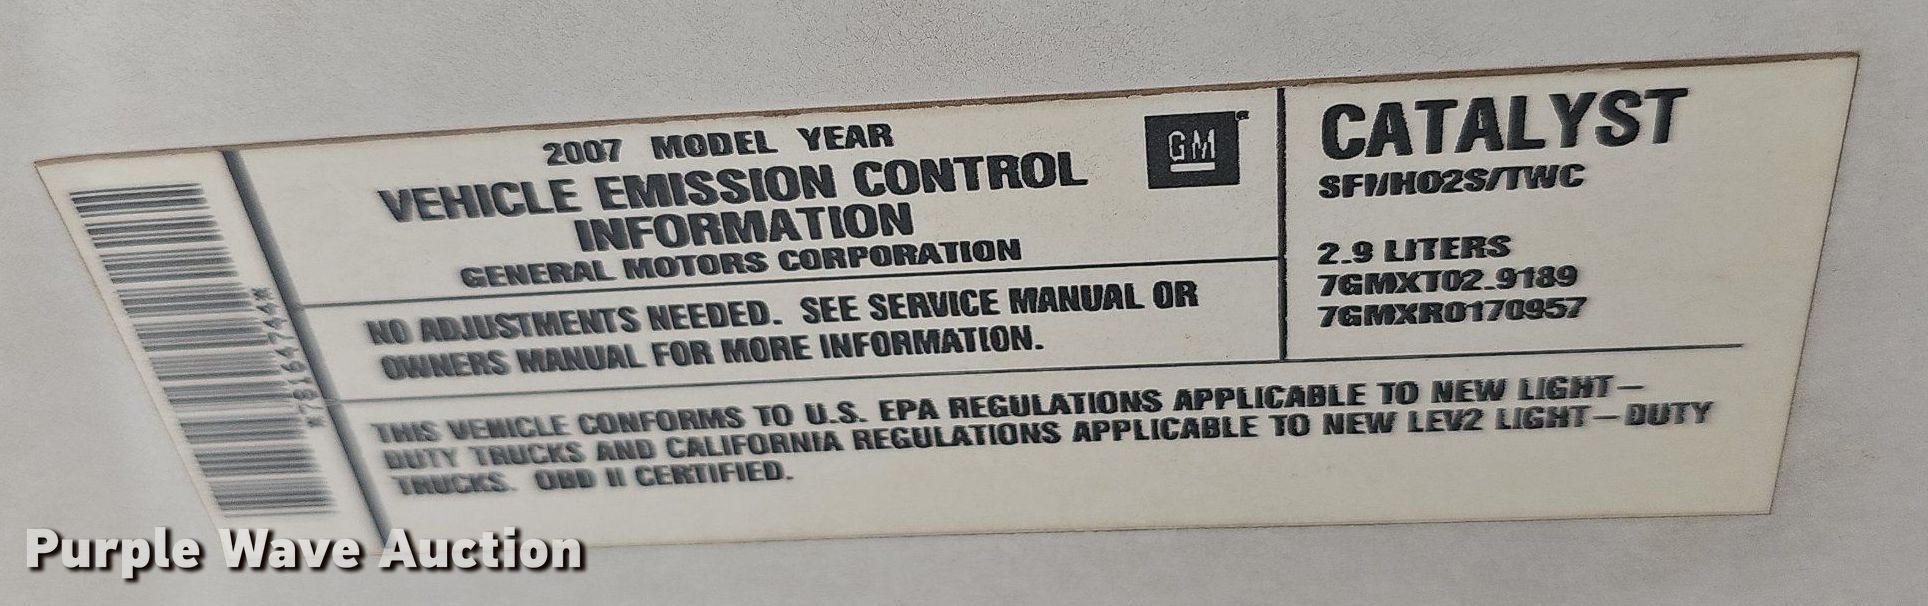 2007 MODEL YEAR
VEHICLE EMISSION CONTROL
INFORMATION
GENERAL MOTORS CORPORATION
GM
NO ADJUSTMENTS NEEDED. SEE SERVICE MANUAL OR
OWNERS MANUAL FOR MORE INFORMATION.
CATALYST
SFI/HO2S/TWC
2.9 LITERS
7GMXT02.9189
7GMXR0170957
THIS VEHICLE CONFORMS TO U.S. EPA REGULATIONS APPLICABLE TO NEW LIGHT-
DUTY TRUCKS AND CALIFORNIA REGULATIONS APPLICABLE TO NEW LEV2 LIGHT-DUTY
TRUCKS. OBD II CERTIFIED.
Purple Wave Auction